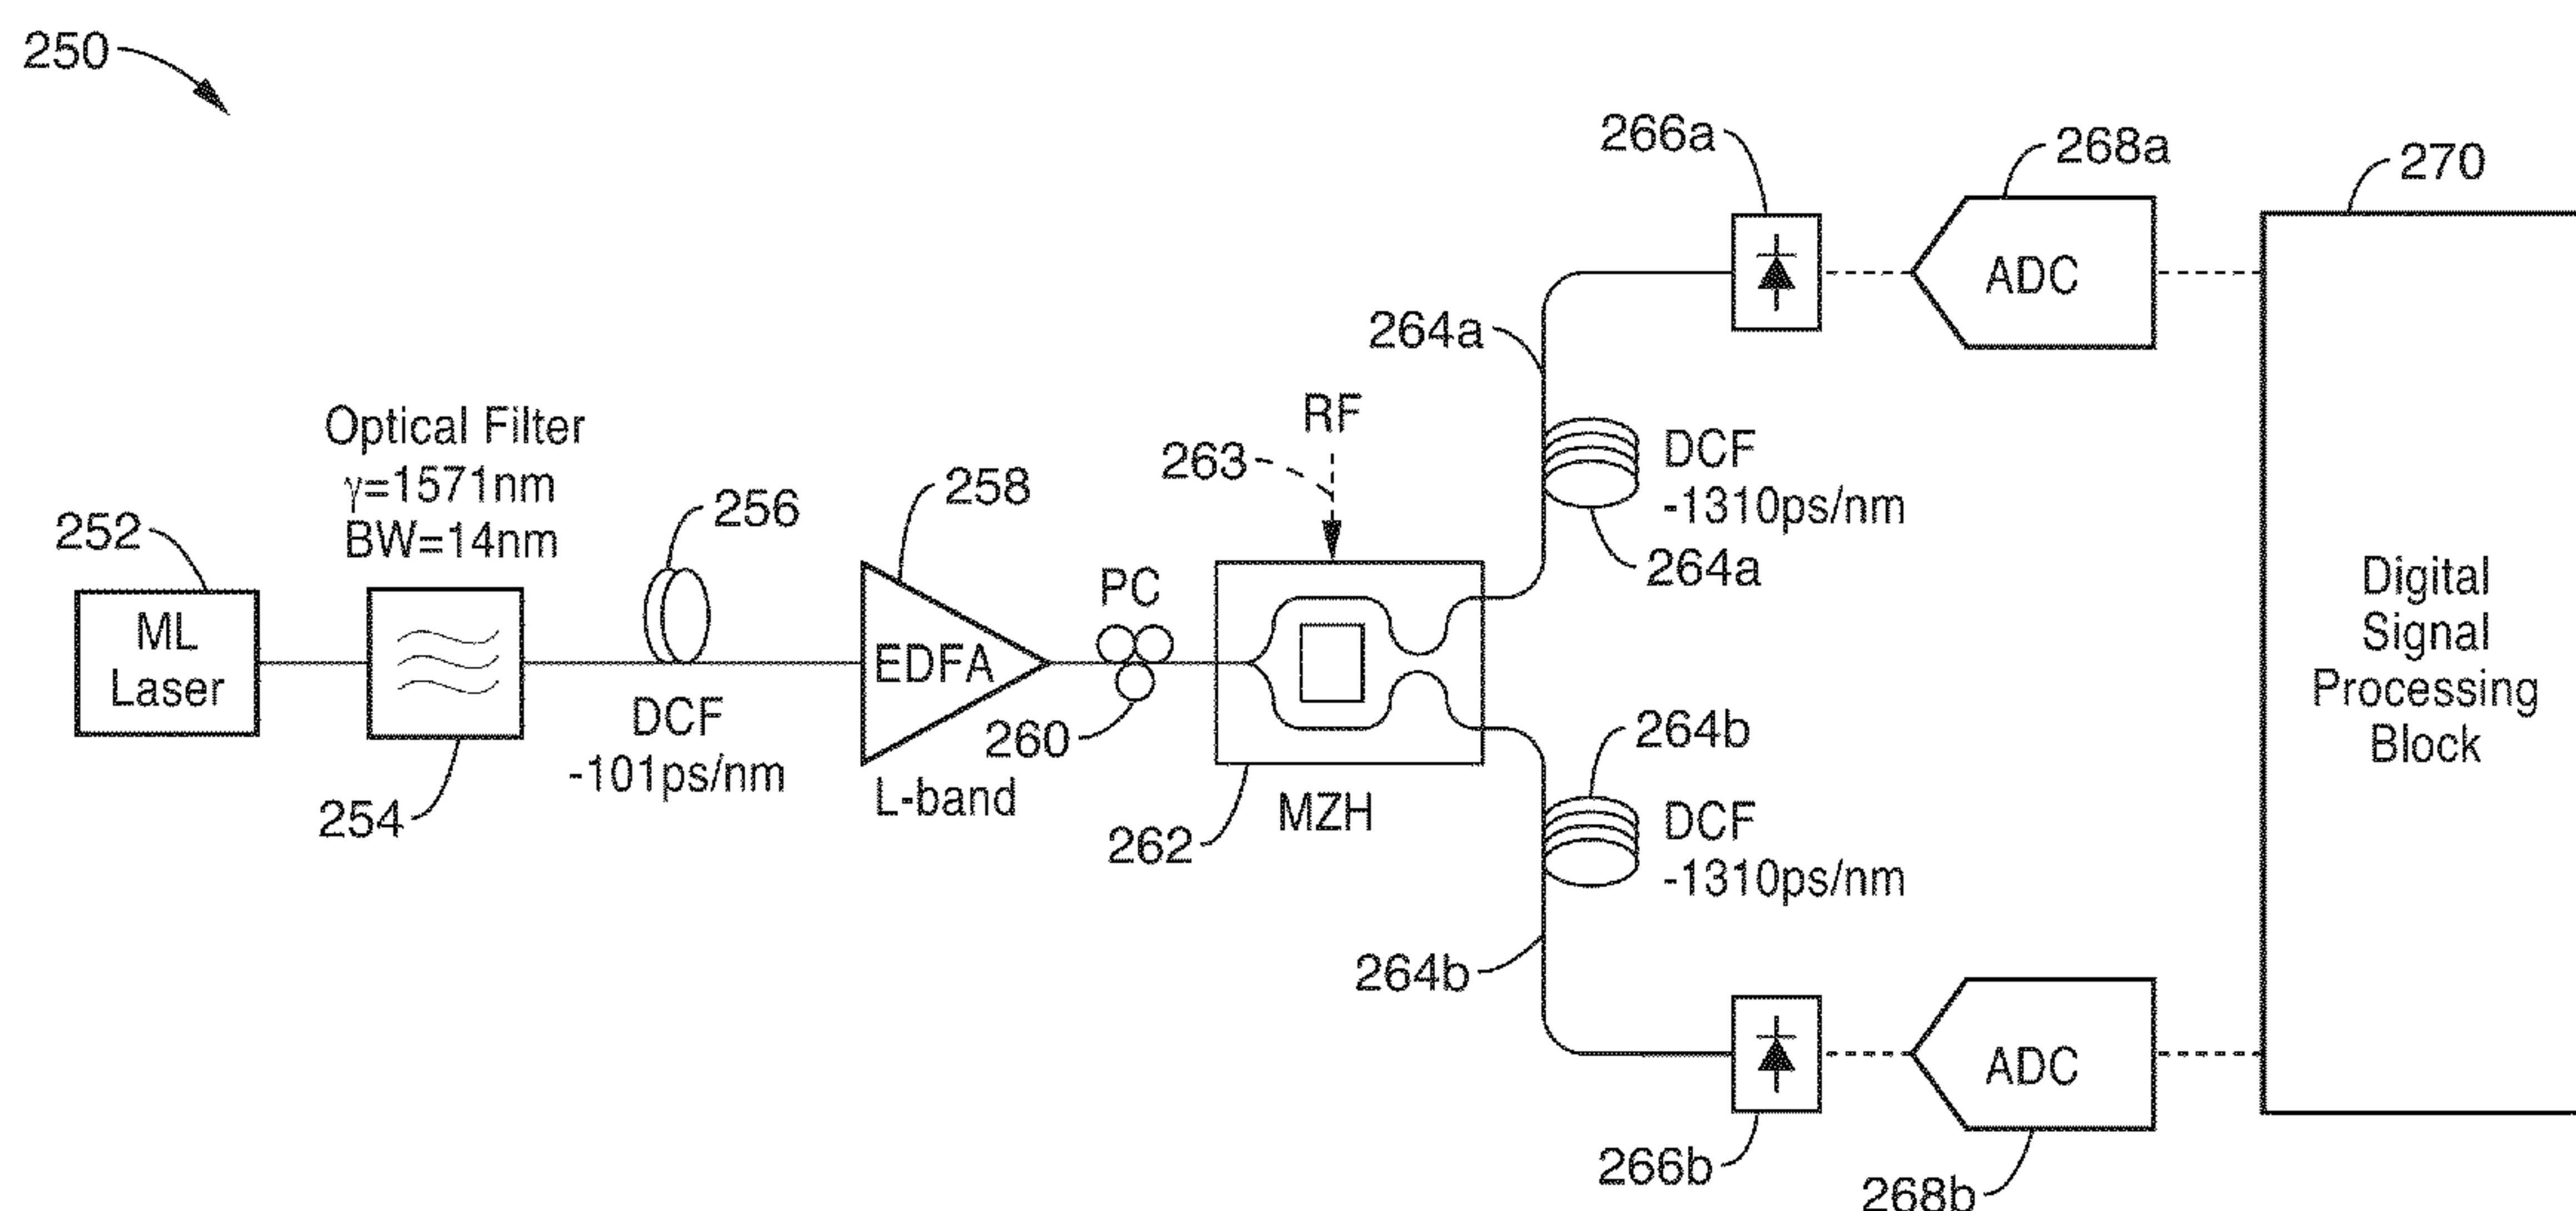 250
266a
268a
270
ADC
264a
RF
263
Optical Filter
γ=1571nm
BW=14nm
DCF
-1310ps/nm
264a
252
256
258
PC
ML
Laser
EDFA
260
DCF
-101ps/nm
L-band
254
262
MZH
264b
DCF
-1310ps/nm
264b
Digital
Signal
Processing
Block
ADC
266b
268b